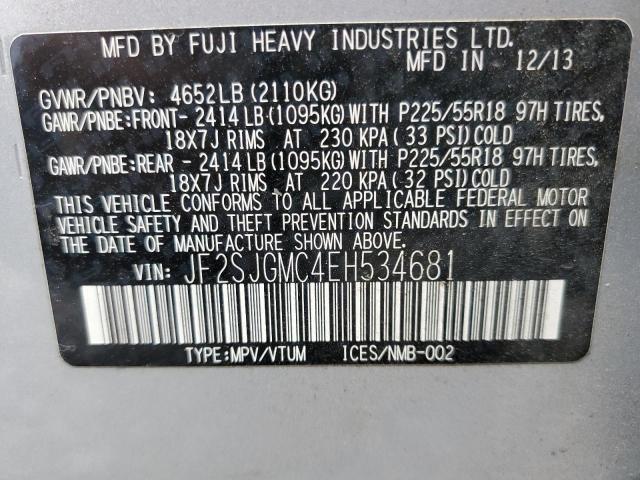 MFD BY FUJI HEAVY INDUSTRIES LTD.
MFD IN 12/13
GVWR/PNBV: 4652LB (2110KG)
GAWR/PNBE:FRONT- 2414 LB (1095KG) WITH P225/55R18 97H TIRES,
18X7J RIMS AT 230 KPA ( 33 PSI) COLD
GAWR/PNBE:REAR - 2414 LB (1095KG) WITH P225/55R18 97H TIRES,
18X7J RIMS AT 220 KPA ( 32 PSI) COLD
THIS VEHICLE CONFORMS TO ALL APPLICABLE FEDERAL MOTOR
VEHICLE SAFETY AND THEFT PREVENTION STANDARDS IN EFFECT ON
THE DATE OF MANUFACTURE SHOWN ABOVE.
VIN: JF2SJGMC4EH534681
TYPE:MPV/VTUM ICES/NMB-002